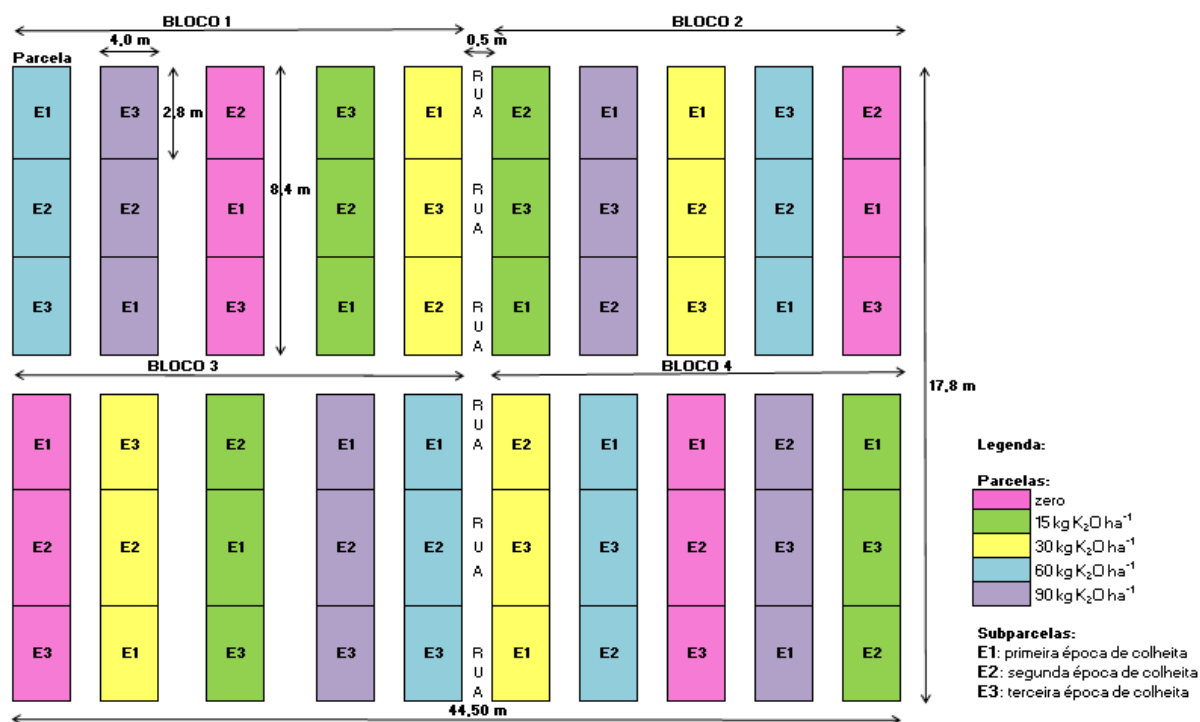 BLOCO 1 BLOCO 2
4,0 m 0,5 m
Parcela
E1 E3 E2 E3 E1 RUA E2 E1 E1 E3 E2
2,8 m
8,4 m
E2 E2 E1 E2 E3 RUA E3 E3 E2 E2 E1
E3 E1 E3 E1 E2 RUA E1 E2 E3 E1 E3
BLOCO 3 BLOCO 4
17,8 m
E1 E3 E2 E1 E1 RUA E2 E1 E1 E2 E1
E2 E2 E1 E2 E2 RUA E3 E3 E2 E3 E3
E3 E1 E3 E3 E3 RUA E1 E2 E3 E1 E2
44,50 m
Legenda:
Parcelas:
zero
15 kg K₂O ha⁻¹
30 kg K₂O ha⁻¹
60 kg K₂O ha⁻¹
90 kg K₂O ha⁻¹
Subparcelas:
E1: primeira época de colheita
E2: segunda época de colheita
E3: terceira época de colheita